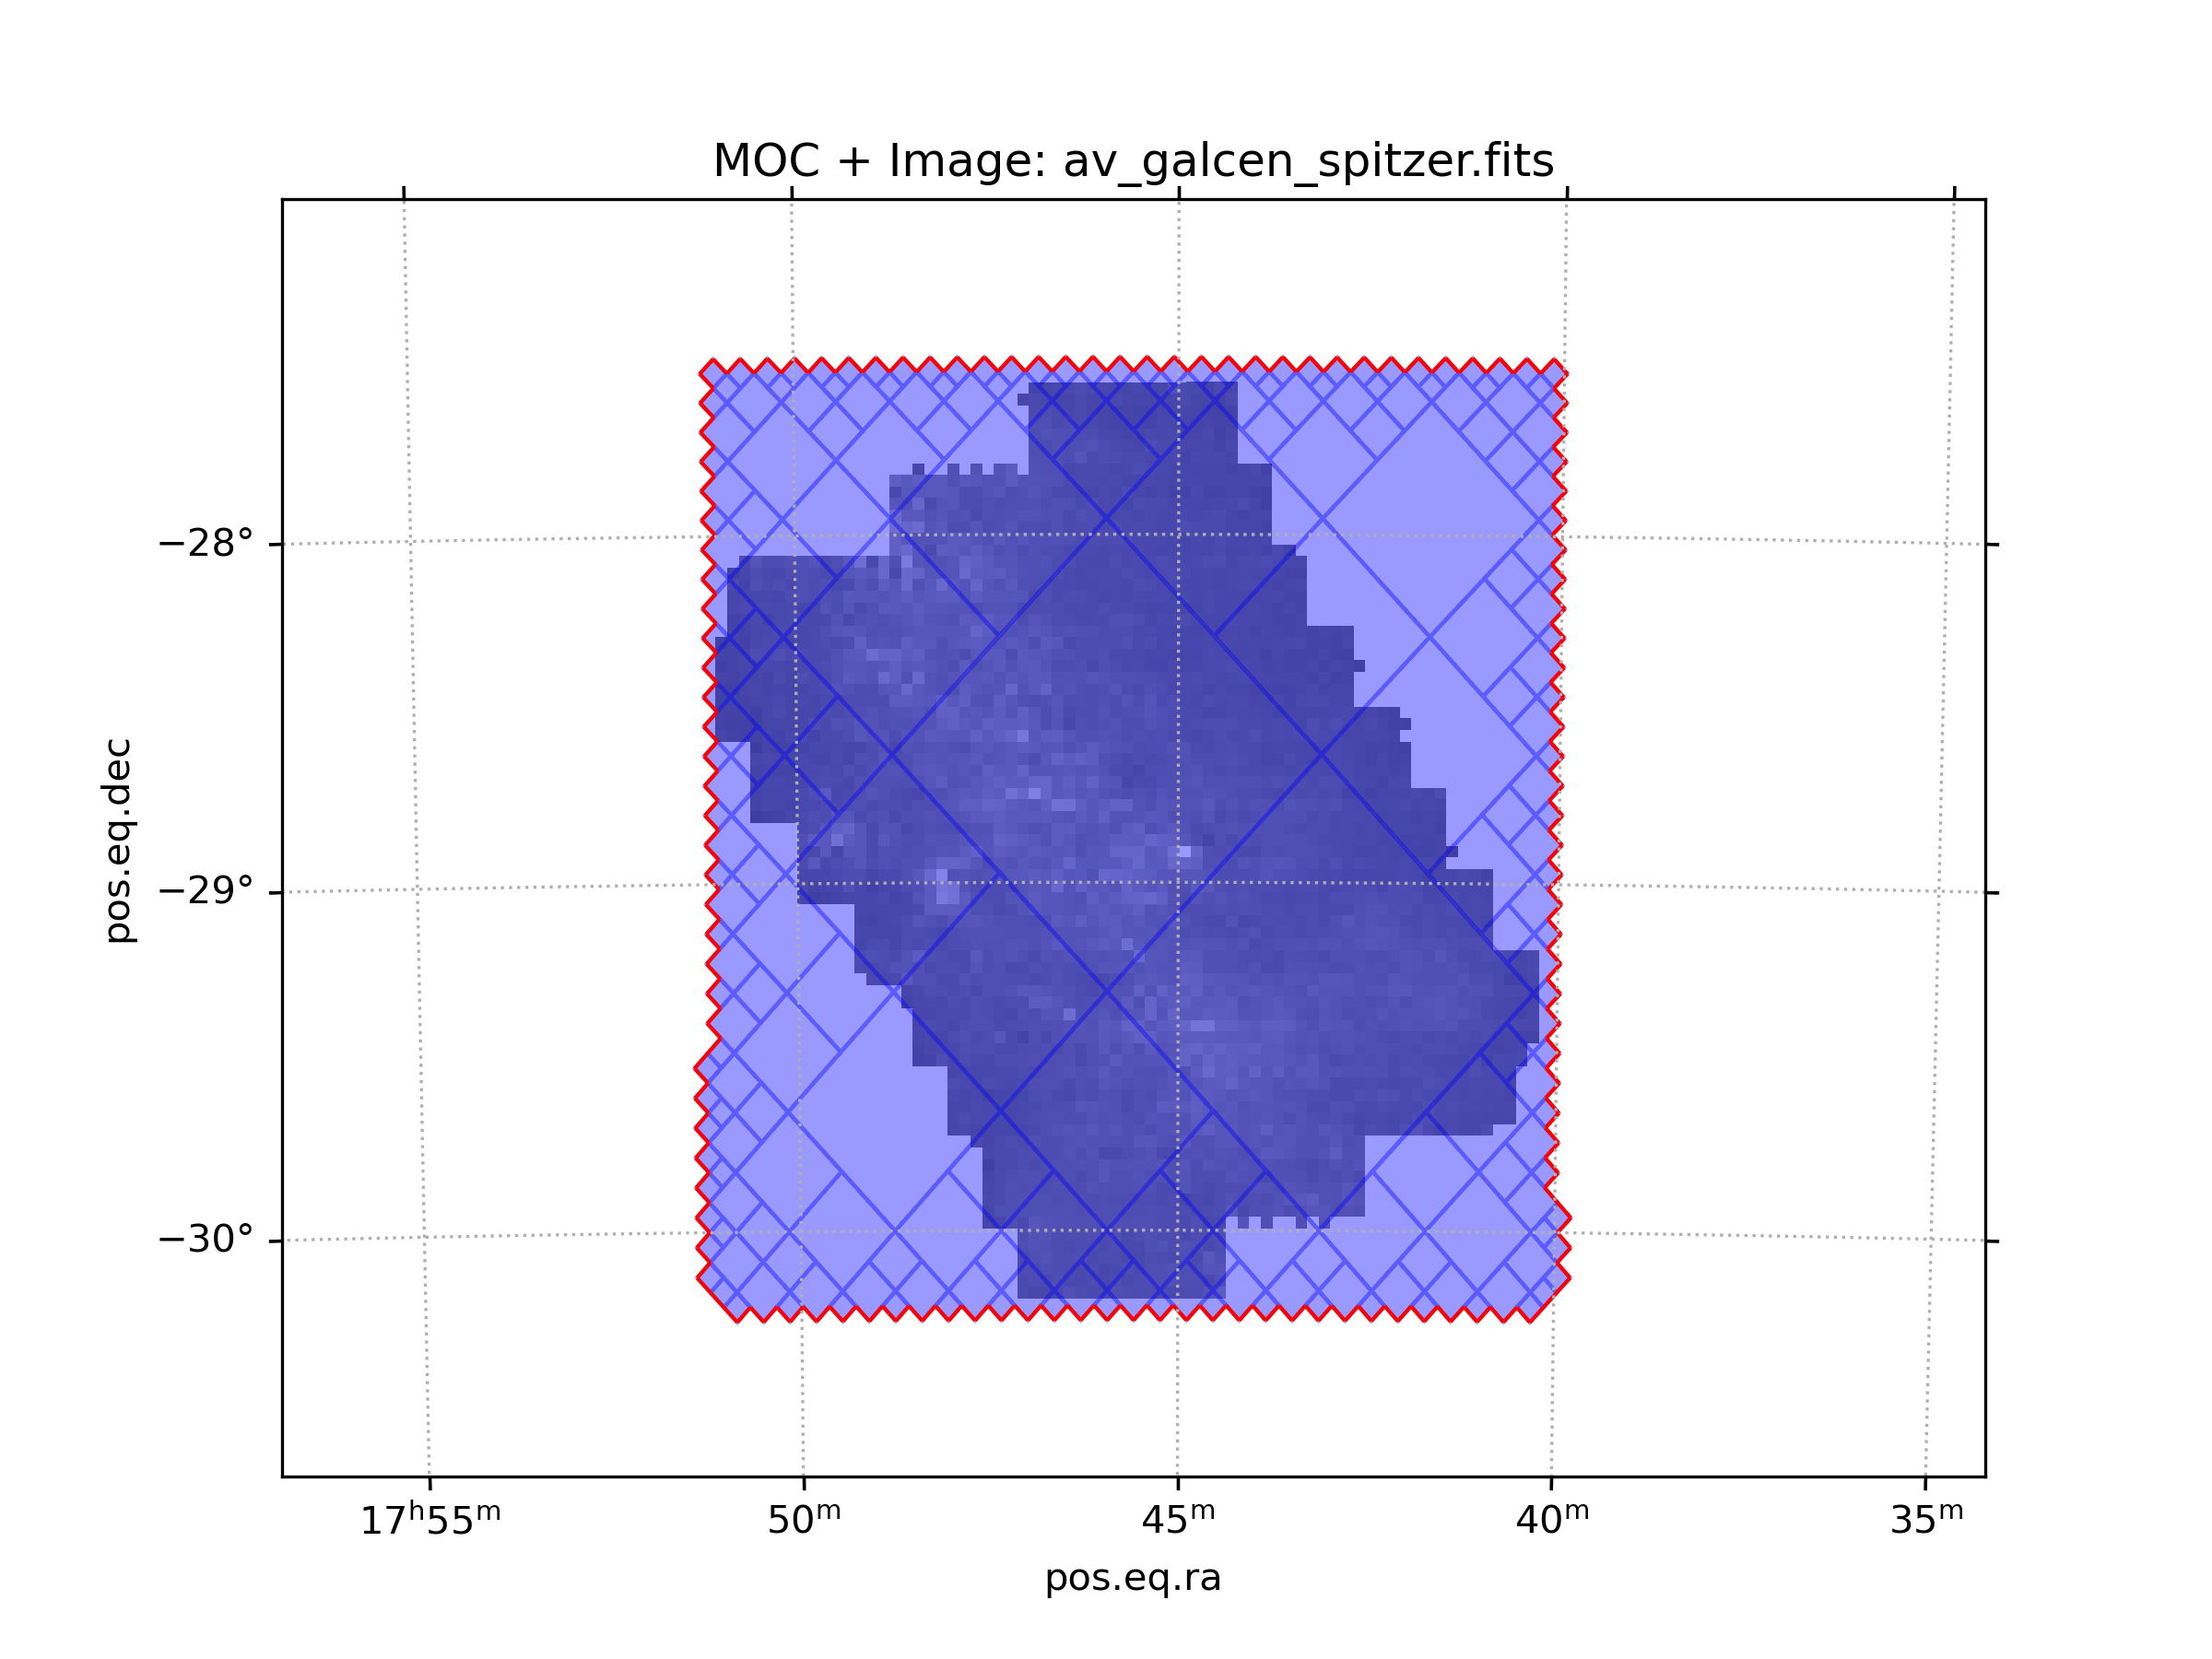 MOC + Image: av_galcen_spitzer.fits
−28°
−29°
−30°
pos.eq.dec
17ʰ55ᵐ 50ᵐ 45ᵐ 40ᵐ 35ᵐ
pos.eq.ra